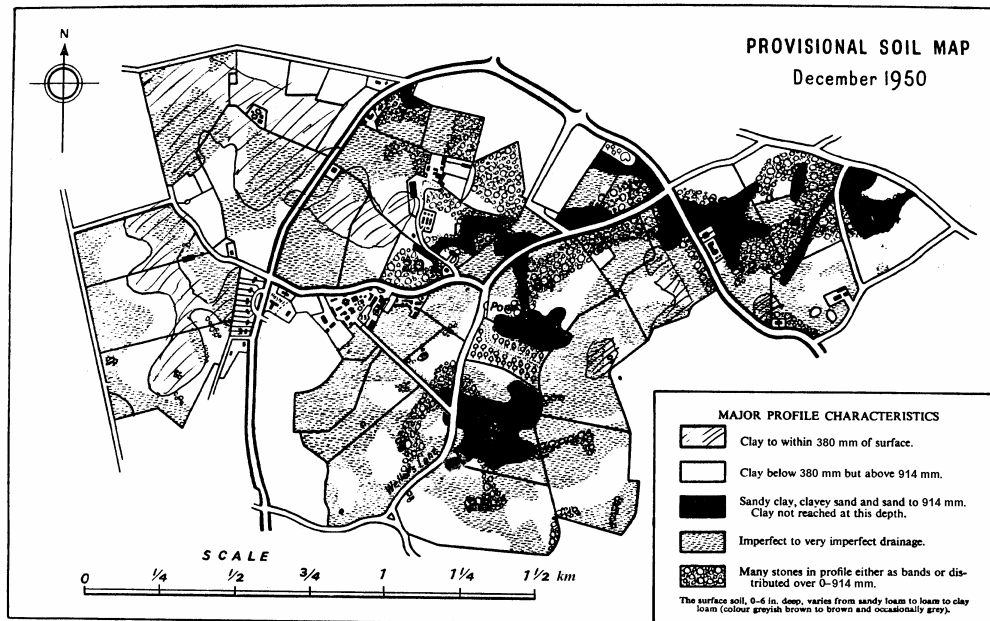 PROVISIONAL SOIL MAP
December 1950
N
Pond
SCALE
0 1/4 1/2 3/4 1 1 1/4 1 1/2 km
MAJOR PROFILE CHARACTERISTICS
Clay to within 380 mm of surface.
Clay below 380 mm but above 914 mm.
Sandy clay, clayey sand and sand to 914 mm.
Clay not reached at this depth.
Imperfect to very imperfect drainage.
Many stones in profile either as bands or dis-
tributed over 0–914 mm.
The surface soil, 0–6 in. deep, varies from sandy loam to loam to clay
loam (colour greyish brown to brown and occasionally grey).